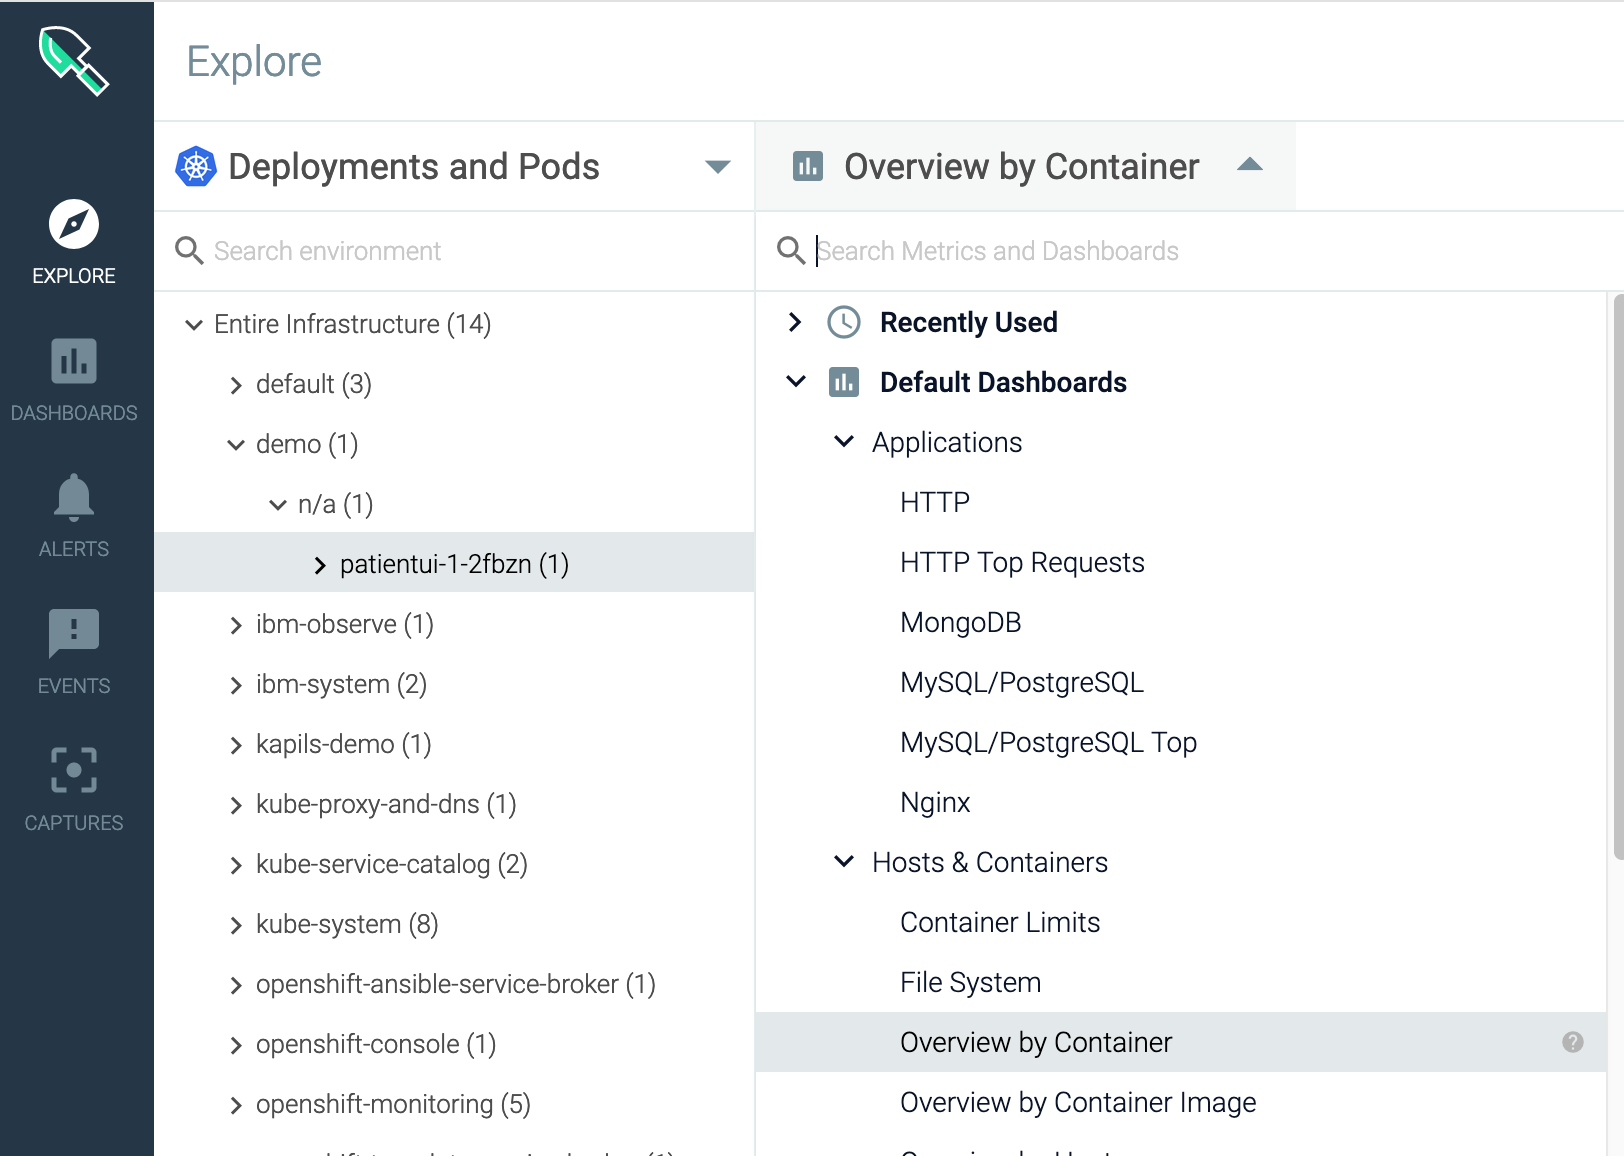 Explore
EXPLORE
DASHBOARDS
ALERTS
EVENTS
CAPTURES
Deployments and Pods
Search environment
Entire Infrastructure (14)
default (3)
demo (1)
n/a (1)
patientui-1-2fbzn (1)
ibm-observe (1)
ibm-system (2)
kapils-demo (1)
kube-proxy-and-dns (1)
kube-service-catalog (2)
kube-system (8)
openshift-ansible-service-broker (1)
openshift-console (1)
openshift-monitoring (5)
Overview by Container
Search Metrics and Dashboards
Recently Used
Default Dashboards
Applications
HTTP
HTTP Top Requests
MongoDB
MySQL/PostgreSQL
MySQL/PostgreSQL Top
Nginx
Hosts & Containers
Container Limits
File System
Overview by Container
?
Overview by Container Image